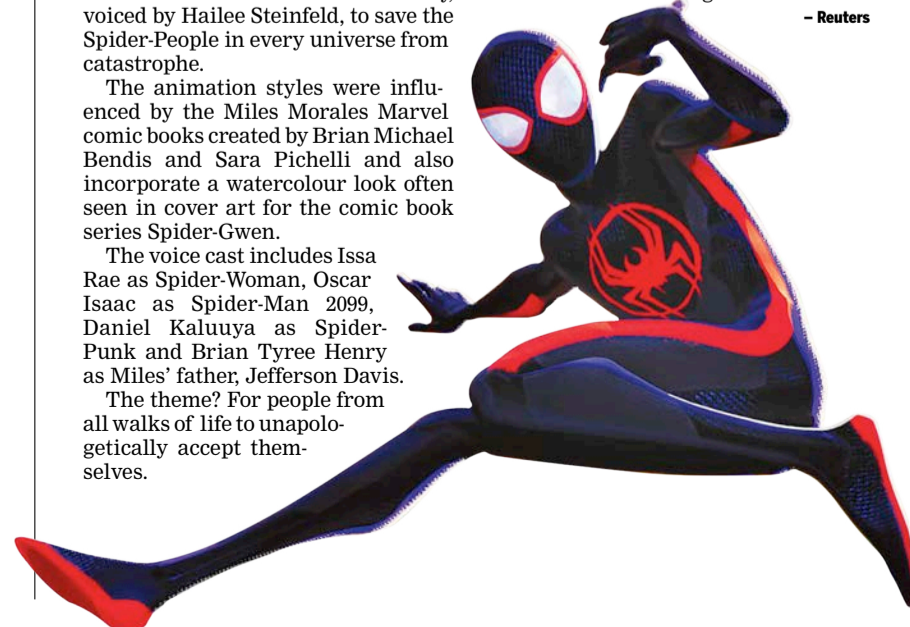 voiced by Hailee Steinfeld, to save the
Spider-People in every universe from
catastrophe.
The animation styles were influ-
enced by the Miles Morales Marvel
comic books created by Brian Michael
Bendis and Sara Pichelli and also
incorporate a watercolour look often
seen in cover art for the comic book
series Spider-Gwen.
The voice cast includes Issa
Rae as Spider-Woman, Oscar
Isaac as Spider-Man 2099,
Daniel Kaluuya as Spider-
Punk and Brian Tyree Henry
as Miles’ father, Jefferson Davis.
The theme? For people from
all walks of life to unapolo-
getically accept them-
selves.
– Reuters